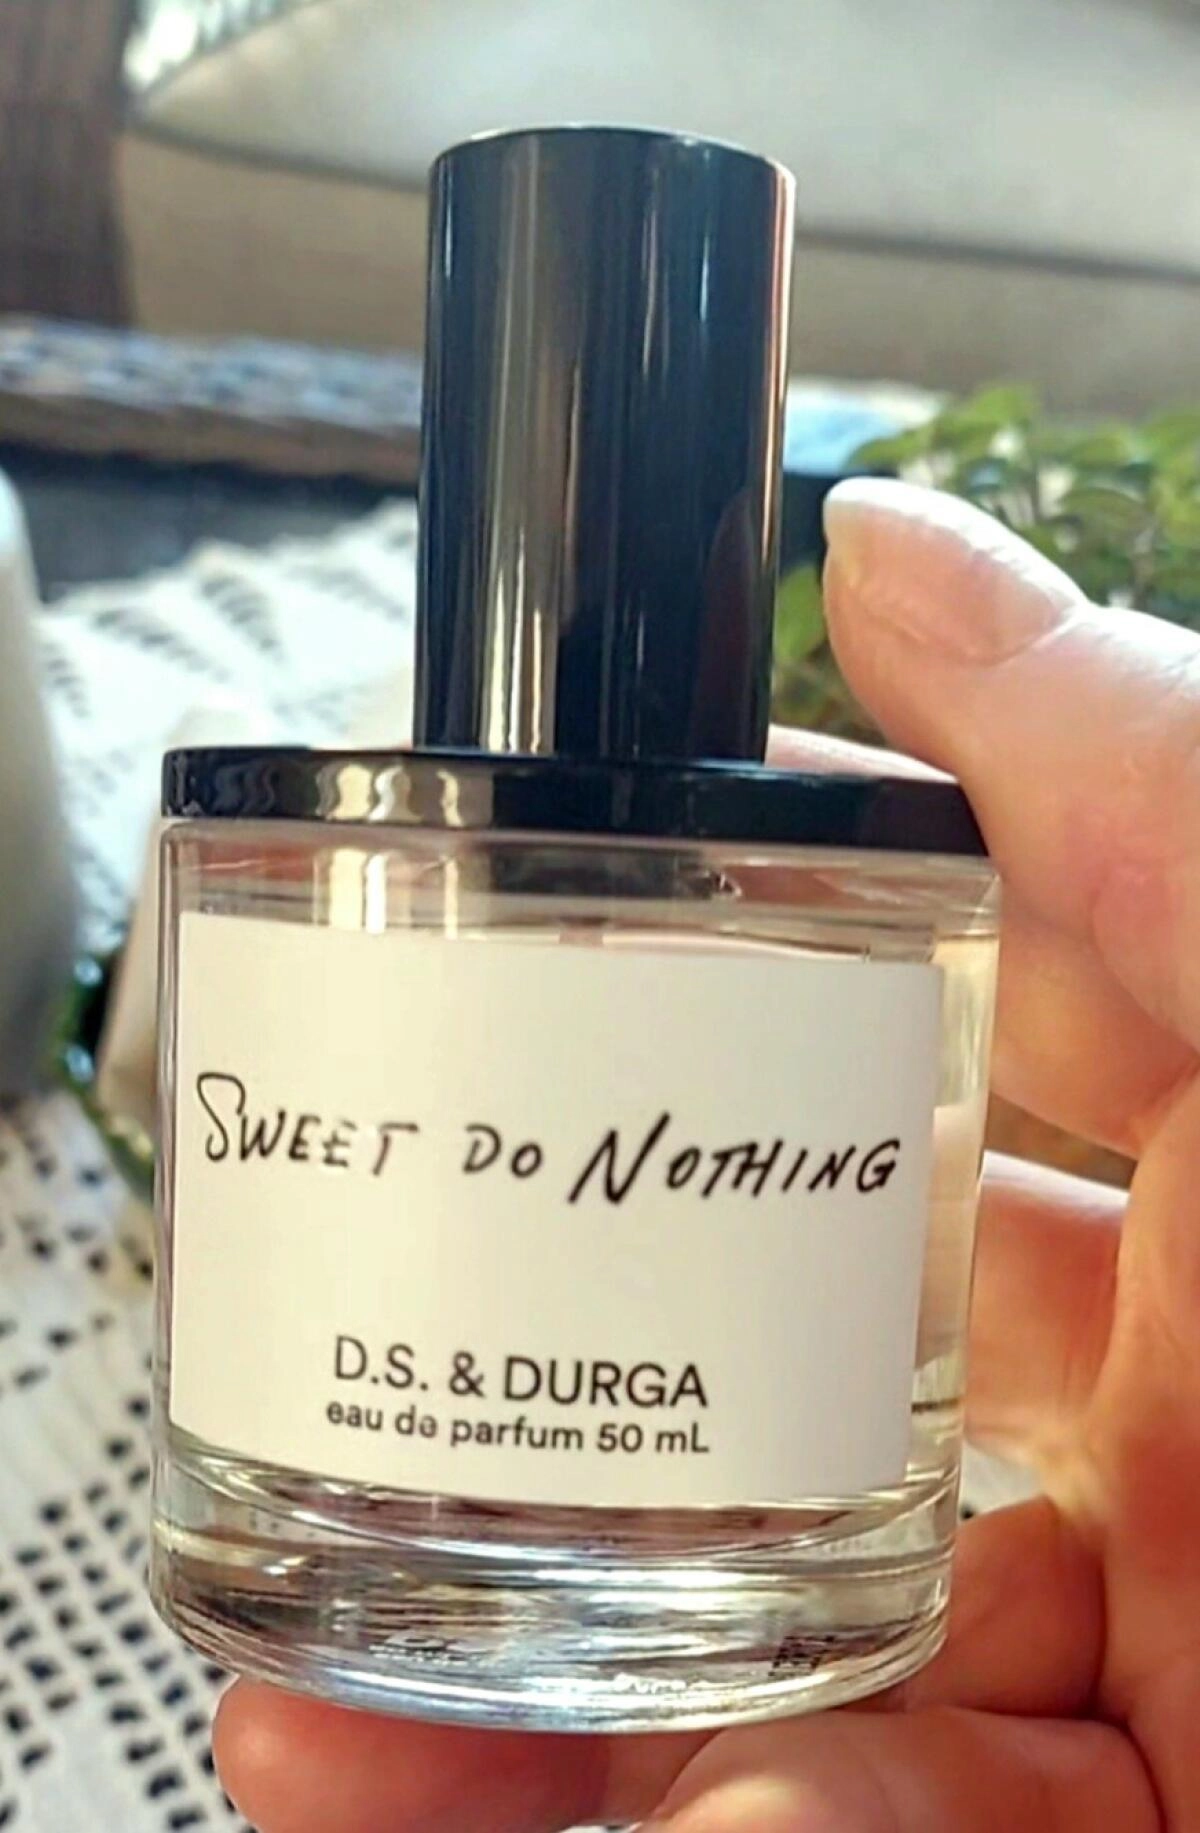 SWEET DO NOTHING
D.S. & DURGA
eau de parfum 50 mL